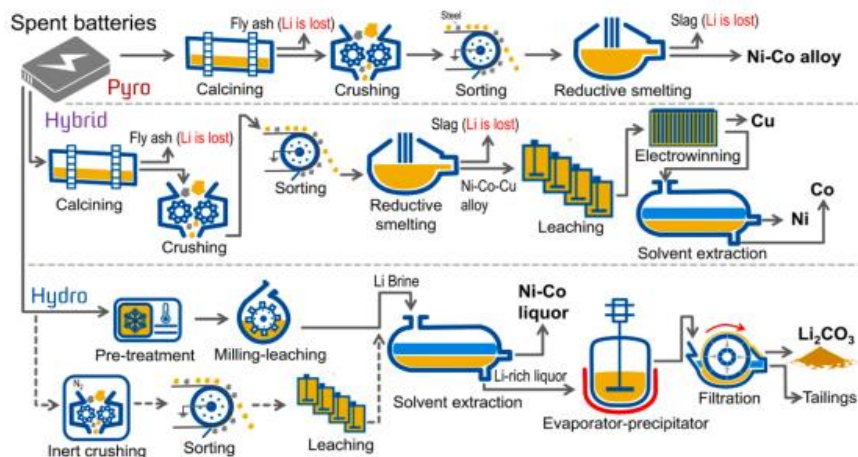 Spent batteries
Pyro
Fly ash (Li is lost)
Calcining
Crushing
Steel
Sorting
Reductive smelting
Slag (Li is lost)
Ni-Co alloy
Hybrid
Fly ash (Li is lost)
Calcining
Crushing
Sorting
Reductive
smelting
Slag (Li is lost)
Ni-Co-Cu
alloy
Leaching
Electrowinning
Cu
Solvent extraction
Ni
Co
Hydro
Pre-treatment
Milling-leaching
Li Brine
N2
Inert crushing
Sorting
Leaching
Solvent extraction
Ni-Co
liquor
Li-rich liquor
Evaporator-precipitator
Filtration
Li₂CO₃
Tailings